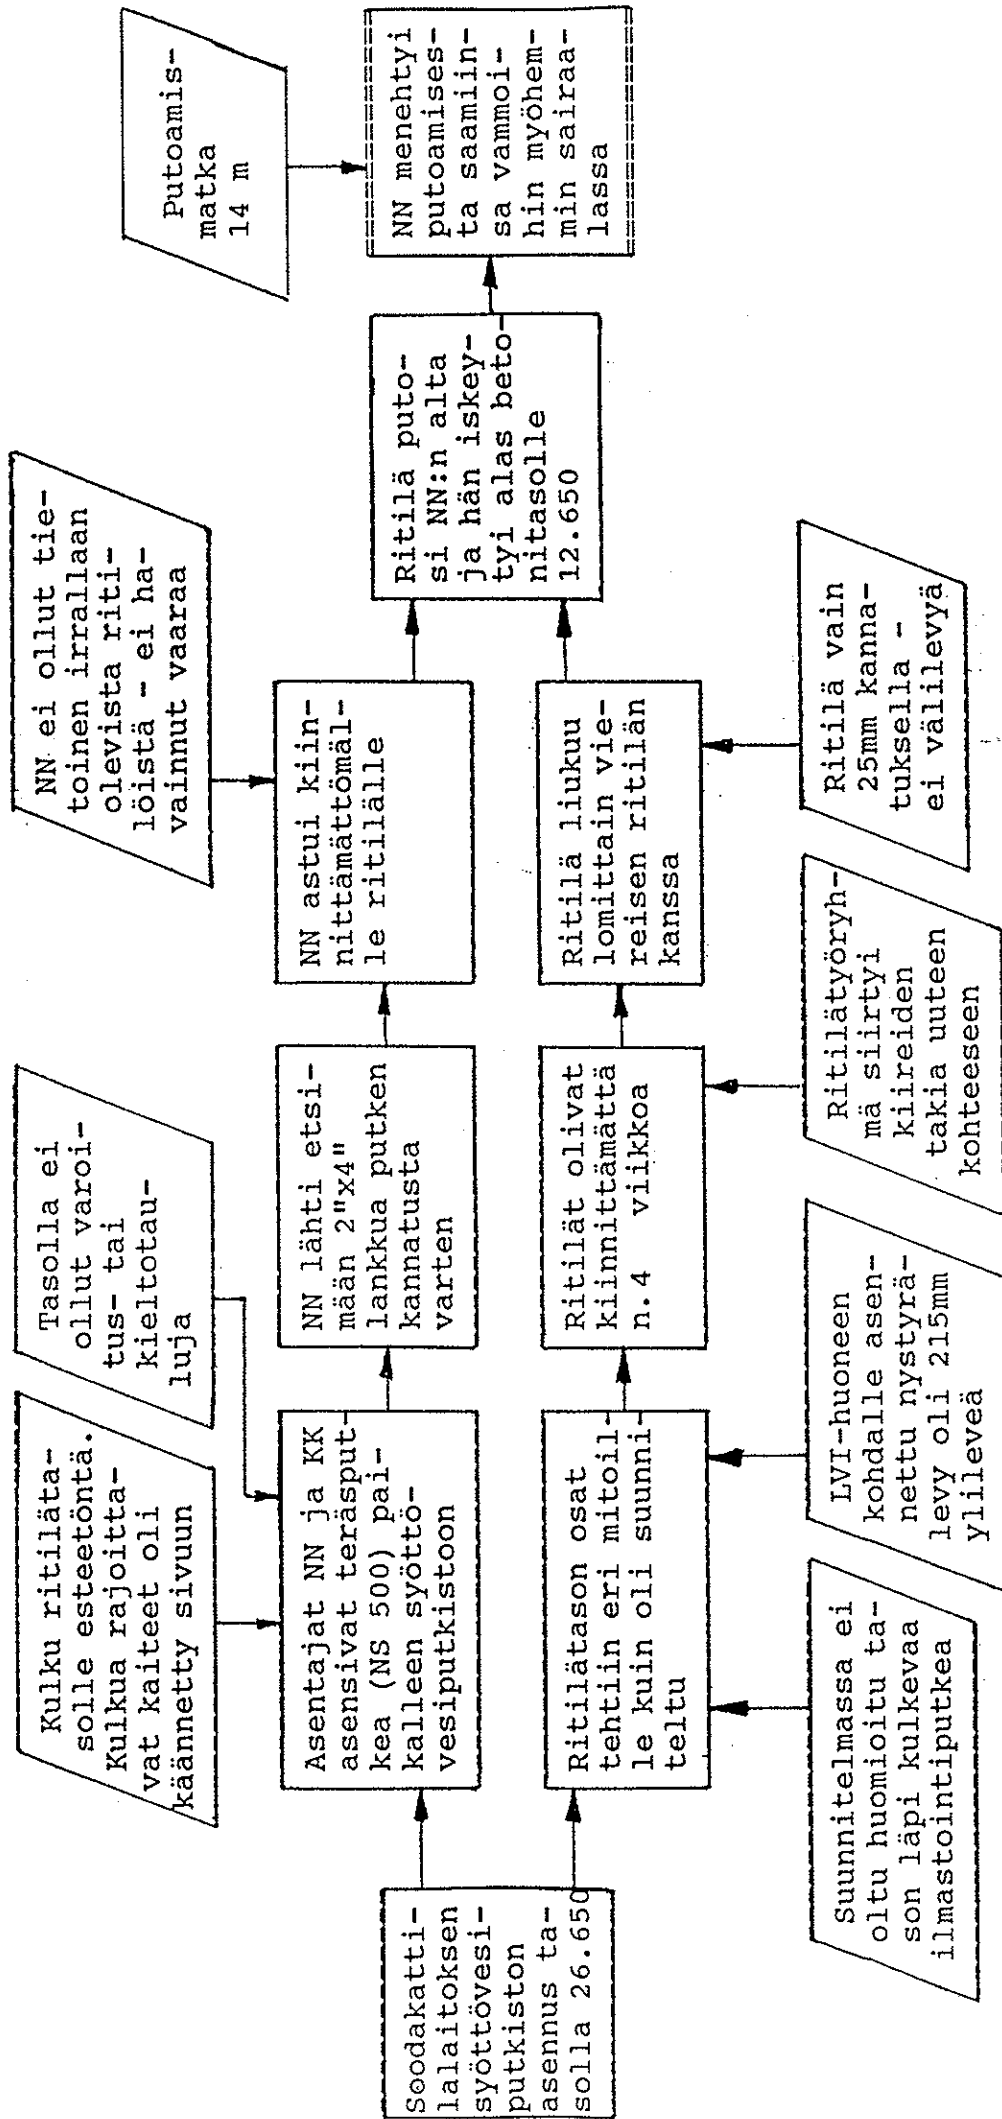 Soodakatti-
lalaitoksen
syöttövesi-
putkiston
asennus ta-
solla 26.650
Kulku ritiläta-
solle esteetöntä.
Kulkua rajoitta-
vat kaiteet oli
käännetty sivuun
Tasolla ei
ollut varoi-
tus- tai
kieltotau-
luja
Asentajat NN ja KK
asensivat teräsput-
kea (NS 500) pai-
kalleen syöttö-
vesiputkistoon
NN lähti etsi-
mään 2"x4"
lankkua putken
kannatusta
varten
NN ei ollut tie-
toinen irrallaan
olevista riti-
löistä - ei ha-
vainnut vaaraa
NN astui kiin-
nittämättömäl-
le ritilälle
Ritilätason osat
tehtiin eri mitoil-
le kuin oli suunni
teltu
Suunnitelmassa ei
oltu huomioitu ta-
son läpi kulkevaa
ilmastointiputkea
LVI-huoneen
kohdalle asen-
nettu nystyrä-
levy oli 215mm
ylileveä
Ritilät olivat
kiinnittämättä
n.4 viikkoa
Ritilätyöryh-
mä siirtyi
kiireiden
takia uuteen
kohteeseen
Ritilä liukuu
lomittain vie-
reisen ritilän
kanssa
Ritilä vain
25mm kanna-
tuksella -
ei välilevyä
Ritilä puto-
si NN:n alta
ja hän iskey-
tyi alas beto-
nitasolle
12.650
Putoamis-
matka
14 m
NN menehtyi
putoamises-
ta saamiin-
sa vammoi-
hin myöhem-
min sairaa-
lassa